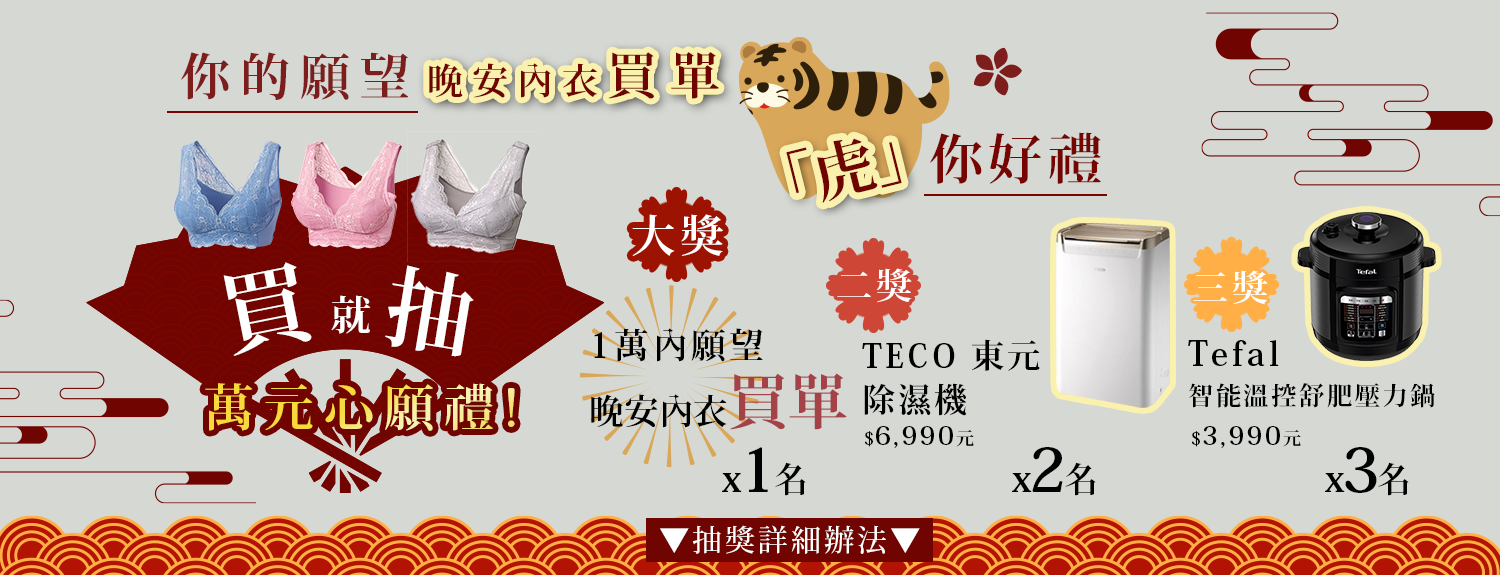 你的願望 晚安內衣買單
「虎」你好禮
買就抽
萬元心願禮!
大獎
1萬內願望
晚安內衣買單
x1名
二獎
TECO 東元
除濕機
$6,990元
x2名
三獎
Tefal
Tefal
智能溫控舒肥壓力鍋
$3,990元
x3名
▼抽獎詳細辦法▼